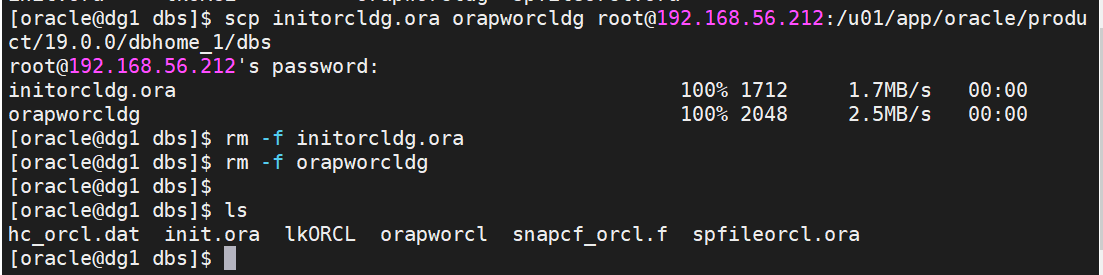 [oracle@dg1 dbs]$ scp initorcldg.ora orapworcldg root@192.168.56.212:/u01/app/oracle/produ
ct/19.0.0/dbhome_1/dbs
root@192.168.56.212's password:
initorcldg.ora 100% 1712 1.7MB/s 00:00
orapworcldg 100% 2048 2.5MB/s 00:00
[oracle@dg1 dbs]$ rm -f initorcldg.ora
[oracle@dg1 dbs]$ rm -f orapworcldg
[oracle@dg1 dbs]$
[oracle@dg1 dbs]$ ls
hc_orcl.dat init.ora lkORCL orapworcl snapcf_orcl.f spfileorcl.ora
[oracle@dg1 dbs]$